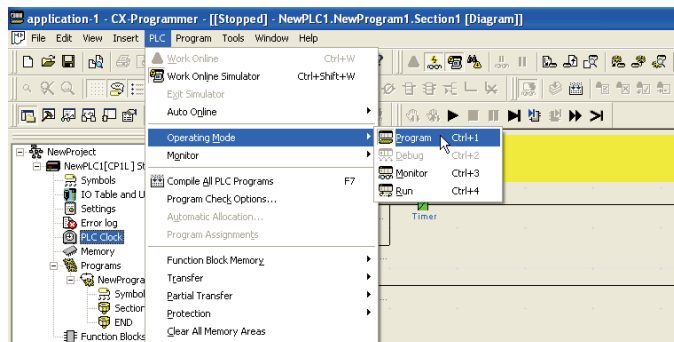 application-1 - CX-Programmer - [[Stopped] - NewPLC1.NewProgram1.Section1 [Diagram]]
File Edit View Insert PLC Program Tools Window Help
Work Online Ctrl+W
Work Online Simulator Ctrl+Shift+W
Exit Simulator
Auto Online
Operating Mode
Program Ctrl+1
Debug Ctrl+2
Monitor Ctrl+3
Run Ctrl+4
Monitor
Compile All PLC Programs F7
Program Check Options...
Automatic Allocation...
Program Assignments
Function Block Memory
Transfer
Partial Transfer
Protection
Clear All Memory Areas
NewProject
NewPLC1[CP1L] St
Symbols
IO Table and U
Settings
Error log
PLC Clock
Memory
Programs
NewProgra
Symbol
Section
END
Function Blocks
Timer